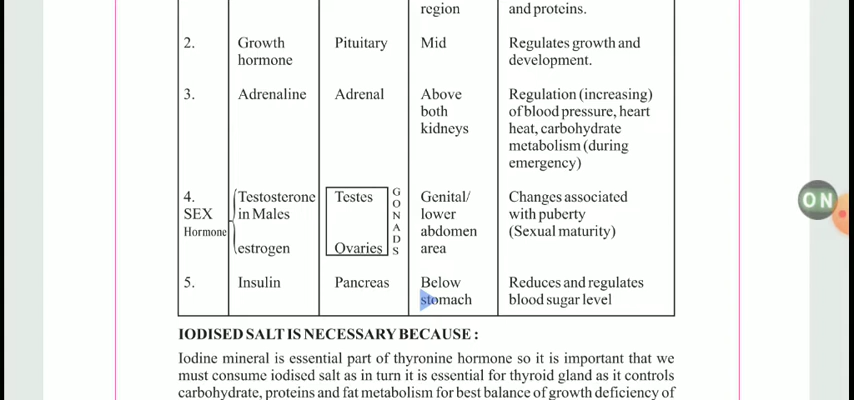 region and proteins.
2. Growth Pituitary Mid Regulates growth and
hormone development.
3. Adrenaline Adrenal Above Regulation (increasing)
both of blood pressure, heart
kidneys heat, carbohydrate
metabolism (during
emergency)
4. Testosterone Testes GONADS Genital/ Changes associated
SEX in Males lower with puberty
Hormone abdomen (Sexual maturity)
estrogen Ovaries area
5. Insulin Pancreas Below Reduces and regulates
stomach blood sugar level
IODISED SALT IS NECESSARY BECAUSE :
Iodine mineral is essential part of thyronine hormone so it is important that we
must consume iodised salt as in turn it is essential for thyroid gland as it controls
carbohydrate, proteins and fat metabolism for best balance of growth deficiency of
ON